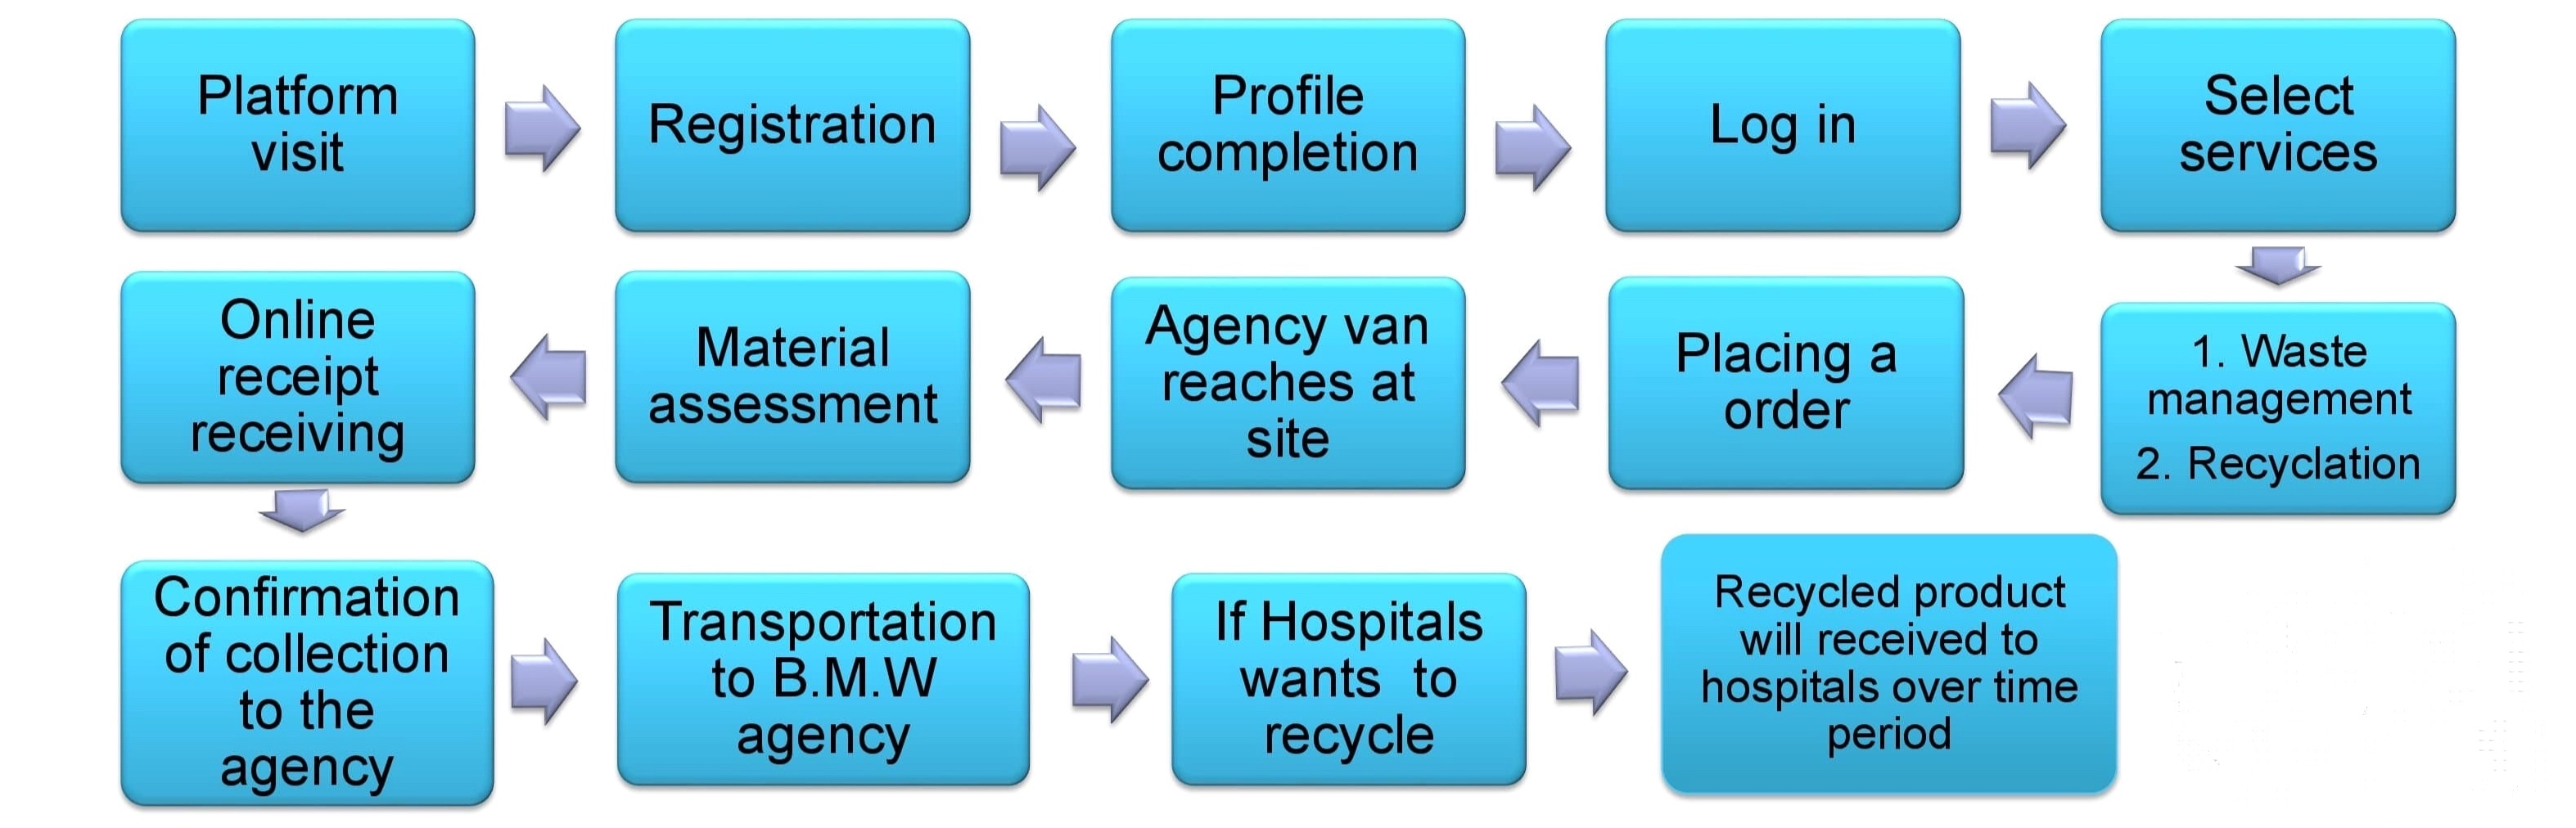 Platform
visit
Registration
Profile
completion
Log in
Select
services
1. Waste
management
2. Recyclation
Placing a
order
Agency van
reaches at
site
Material
assessment
Online
receipt
receiving
Confirmation
of collection
to the
agency
Transportation
to B.M.W
agency
If Hospitals
wants to
recycle
Recycled product
will received to
hospitals over time
period